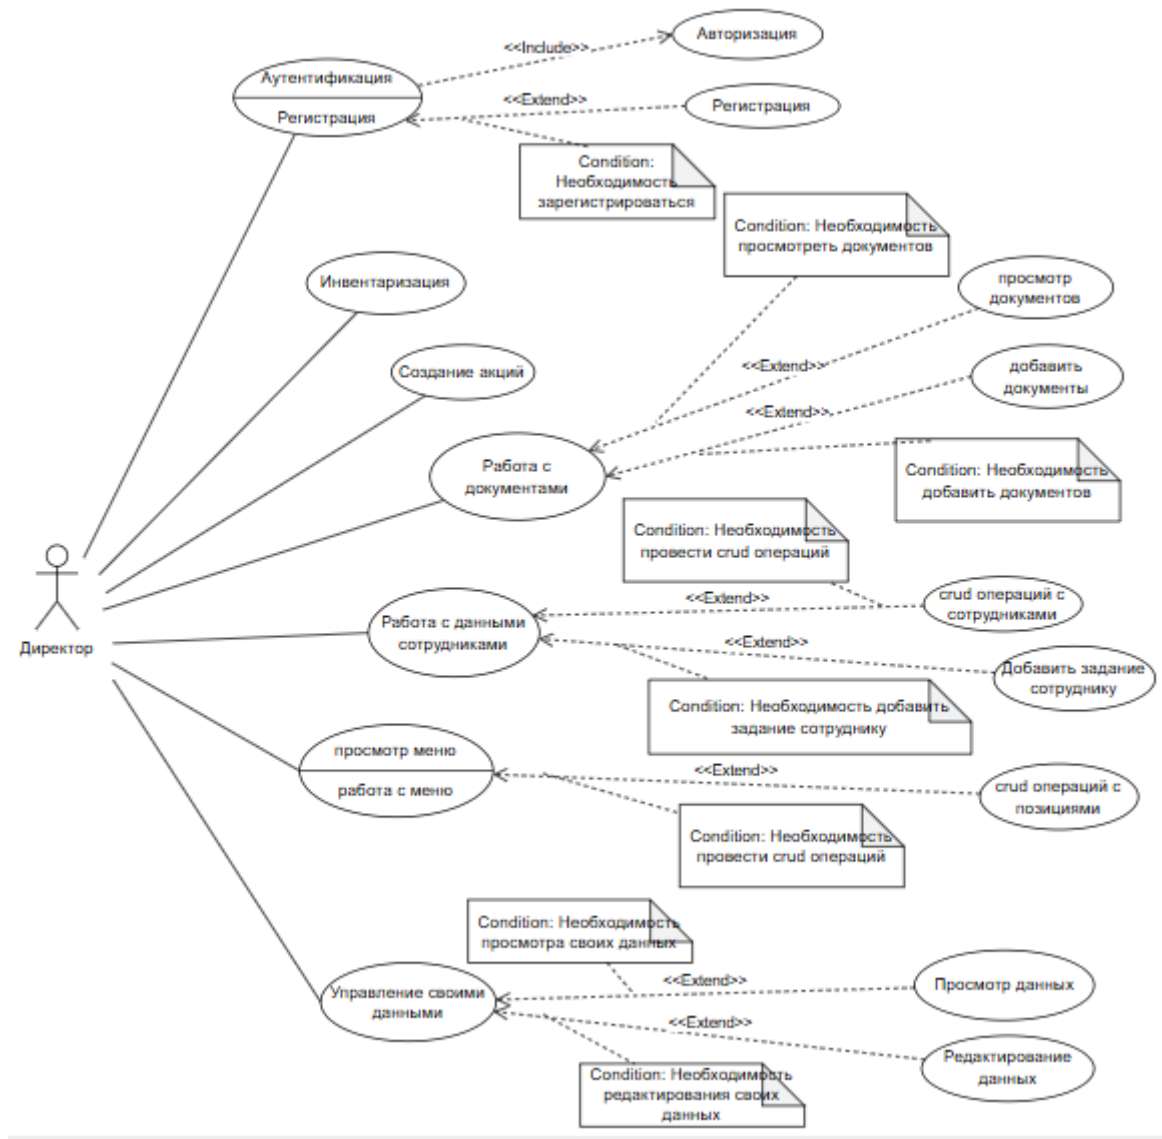 <<Include>>
Авторизация
Аутентификация
Регистрация
<<Extend>>
Регистрация
Condition:
Необходимость
зарегистрироваться
Condition: Необходимость
просмотреть документов
Инвентаризация
просмотр
документов
<<Extend>>
Создание акций
добавить
документы
<<Extend>>
Работа с
документами
Condition: Необходимость
добавить документов
Condition: Необходимость
провести crud операций
<<Extend>>
crud операций с
сотрудниками
Директор
Работа с данными
сотрудниками
<<Extend>>
Добавить задание
сотруднику
Condition: Необходимость добавить
задание сотруднику
просмотр меню
работа с меню
<<Extend>>
crud операций с
позициями
Condition: Необходимость
провести crud операций
Condition: Необходимость
просмотра своих данных
<<Extend>>
Просмотр данных
Управление своими
данными
<<Extend>>
Редактирование
данных
Condition: Необходимость
редактирования своих
данных